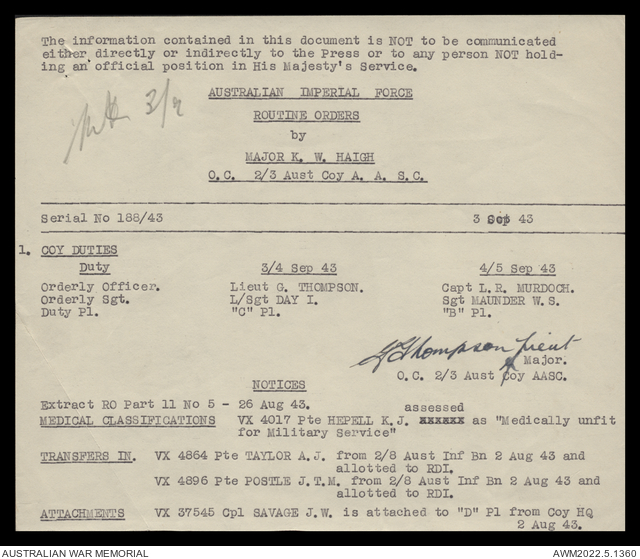 The information contained in this document is NOT to be communicated
either directly or indirectly to the Press or to any person NOT hold-
ing an official position in His Majesty's Service.
3/9
AUSTRALIAN IMPERIAL FORCE
ROUTINE ORDERS
by
MAJOR K. W. HAIGH
O.C. 2/3 Aust Coy A. A. S.C.
Serial No 188/43 3 Sep 43
1. COY DUTIES
Duty 3/4 Sep 43 4/5 Sep 43
Orderly Officer. Lieut G. THOMPSON. Capt L.R. MURDOCH.
Orderly Sgt. L/Sgt DAY I. Sgt MAUNDER W.S.
Duty Pl. "C" Pl. "B" Pl.
G Thompson Lieut
Major.
O.C. 2/3 Aust Coy AASC.
NOTICES
Extract RO Part 11 No 5 - 26 Aug 43. assessed
MEDICAL CLASSIFICATIONS VX 4017 Pte HEPELL K.J. xxxxxx as "Medically unfit
for Military Service"
TRANSFERS IN. VX 4864 Pte TAYLOR A.J. from 2/8 Aust Inf Bn 2 Aug 43 and
allotted to RDI.
VX 4896 Pte POSTLE J.T.M. from 2/8 Aust Inf Bn 2 Aug 43 and
allotted to RDI.
ATTACHMENTS VX 37545 Cpl SAVAGE J.W. is attached to "D" Pl from Coy HQ
2 Aug 43.
AUSTRALIAN WAR MEMORIAL AWM2022.5.1360